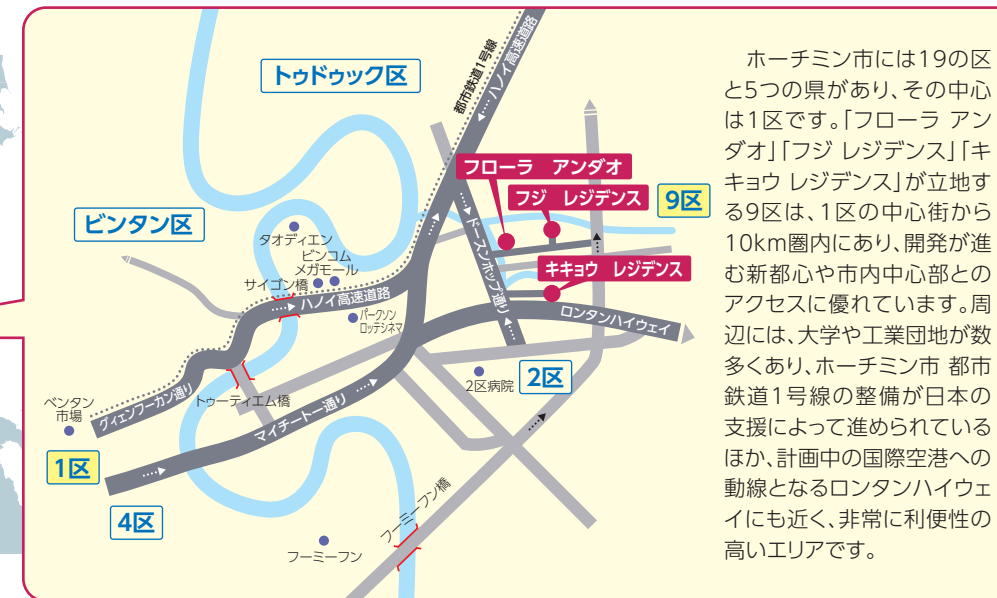 トゥドゥック区
都市鉄道1号線
ハノイ高速道路
フローラ　アンダオ
フジ　レジデンス
9区
ビンタン区
タオディエン
ビンコム
メガモール
サイゴン橋
ハノイ高速道路
パークソン
ロッテシネマ
ドースンホップ通り
キキョウ　レジデンス
ロンタンハイウェイ
2区病院
2区
ベンタン
市場
グィエンフーカン通り
トゥーティエム橋
マイチートー通り
1区
4区
フーミーフン橋
フーミーフン
ホーチミン市には19の区
と5つの県があり、その中心
は1区です。「フローラ アン
ダオ」「フジ レジデンス」「キ
キョウ レジデンス」が立地す
る9区は、1区の中心街から
10km圏内にあり、開発が進
む新都心や市内中心部との
アクセスに優れています。周
辺には、大学や工業団地が数
多くあり、ホーチミン市 都市
鉄道1号線の整備が日本の
支援によって進められている
ほか、計画中の国際空港への
動線となるロンタンハイウェ
イにも近く、非常に利便性の
高いエリアです。